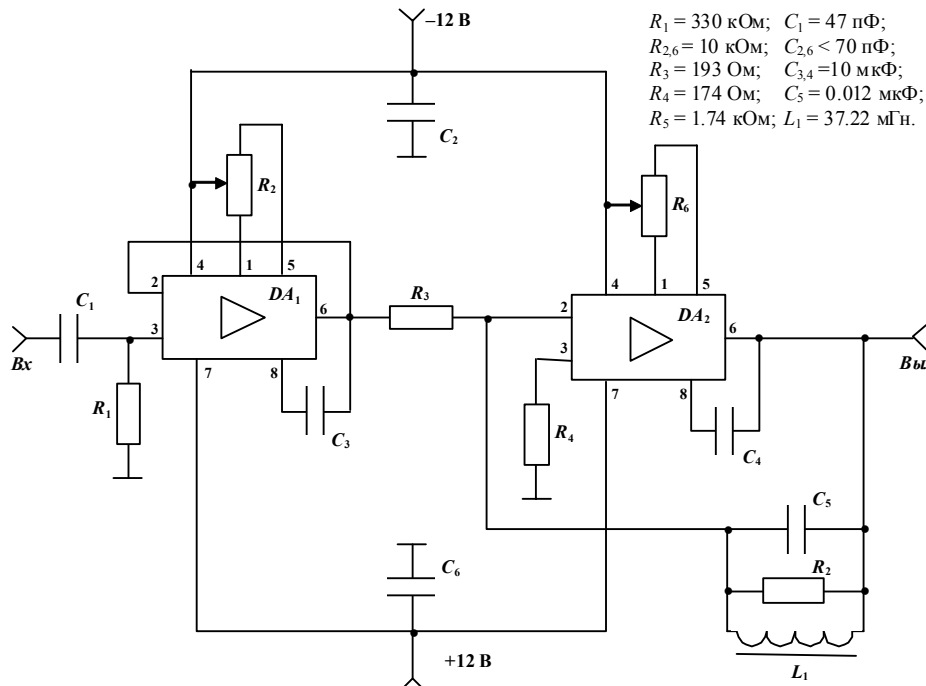 –12 В
R1 = 330 кОм; C1 = 47 пФ;
R2,6 = 10 кОм; C2,6 < 70 пФ;
R3 = 193 Ом; C3,4 =10 мкФ;
R4 = 174 Ом; C5 = 0.012 мкФ;
R5 = 1.74 кОм; L1 = 37.22 мГн.
C2
R2
R6
4 1 5
4 1 5
2 DA1
C1
3 6
R3
2 DA2
6
3
Вх
Вы
7 8
7 8
R1
C3
R4
C4
C5
C6
R2
+12 В
L1